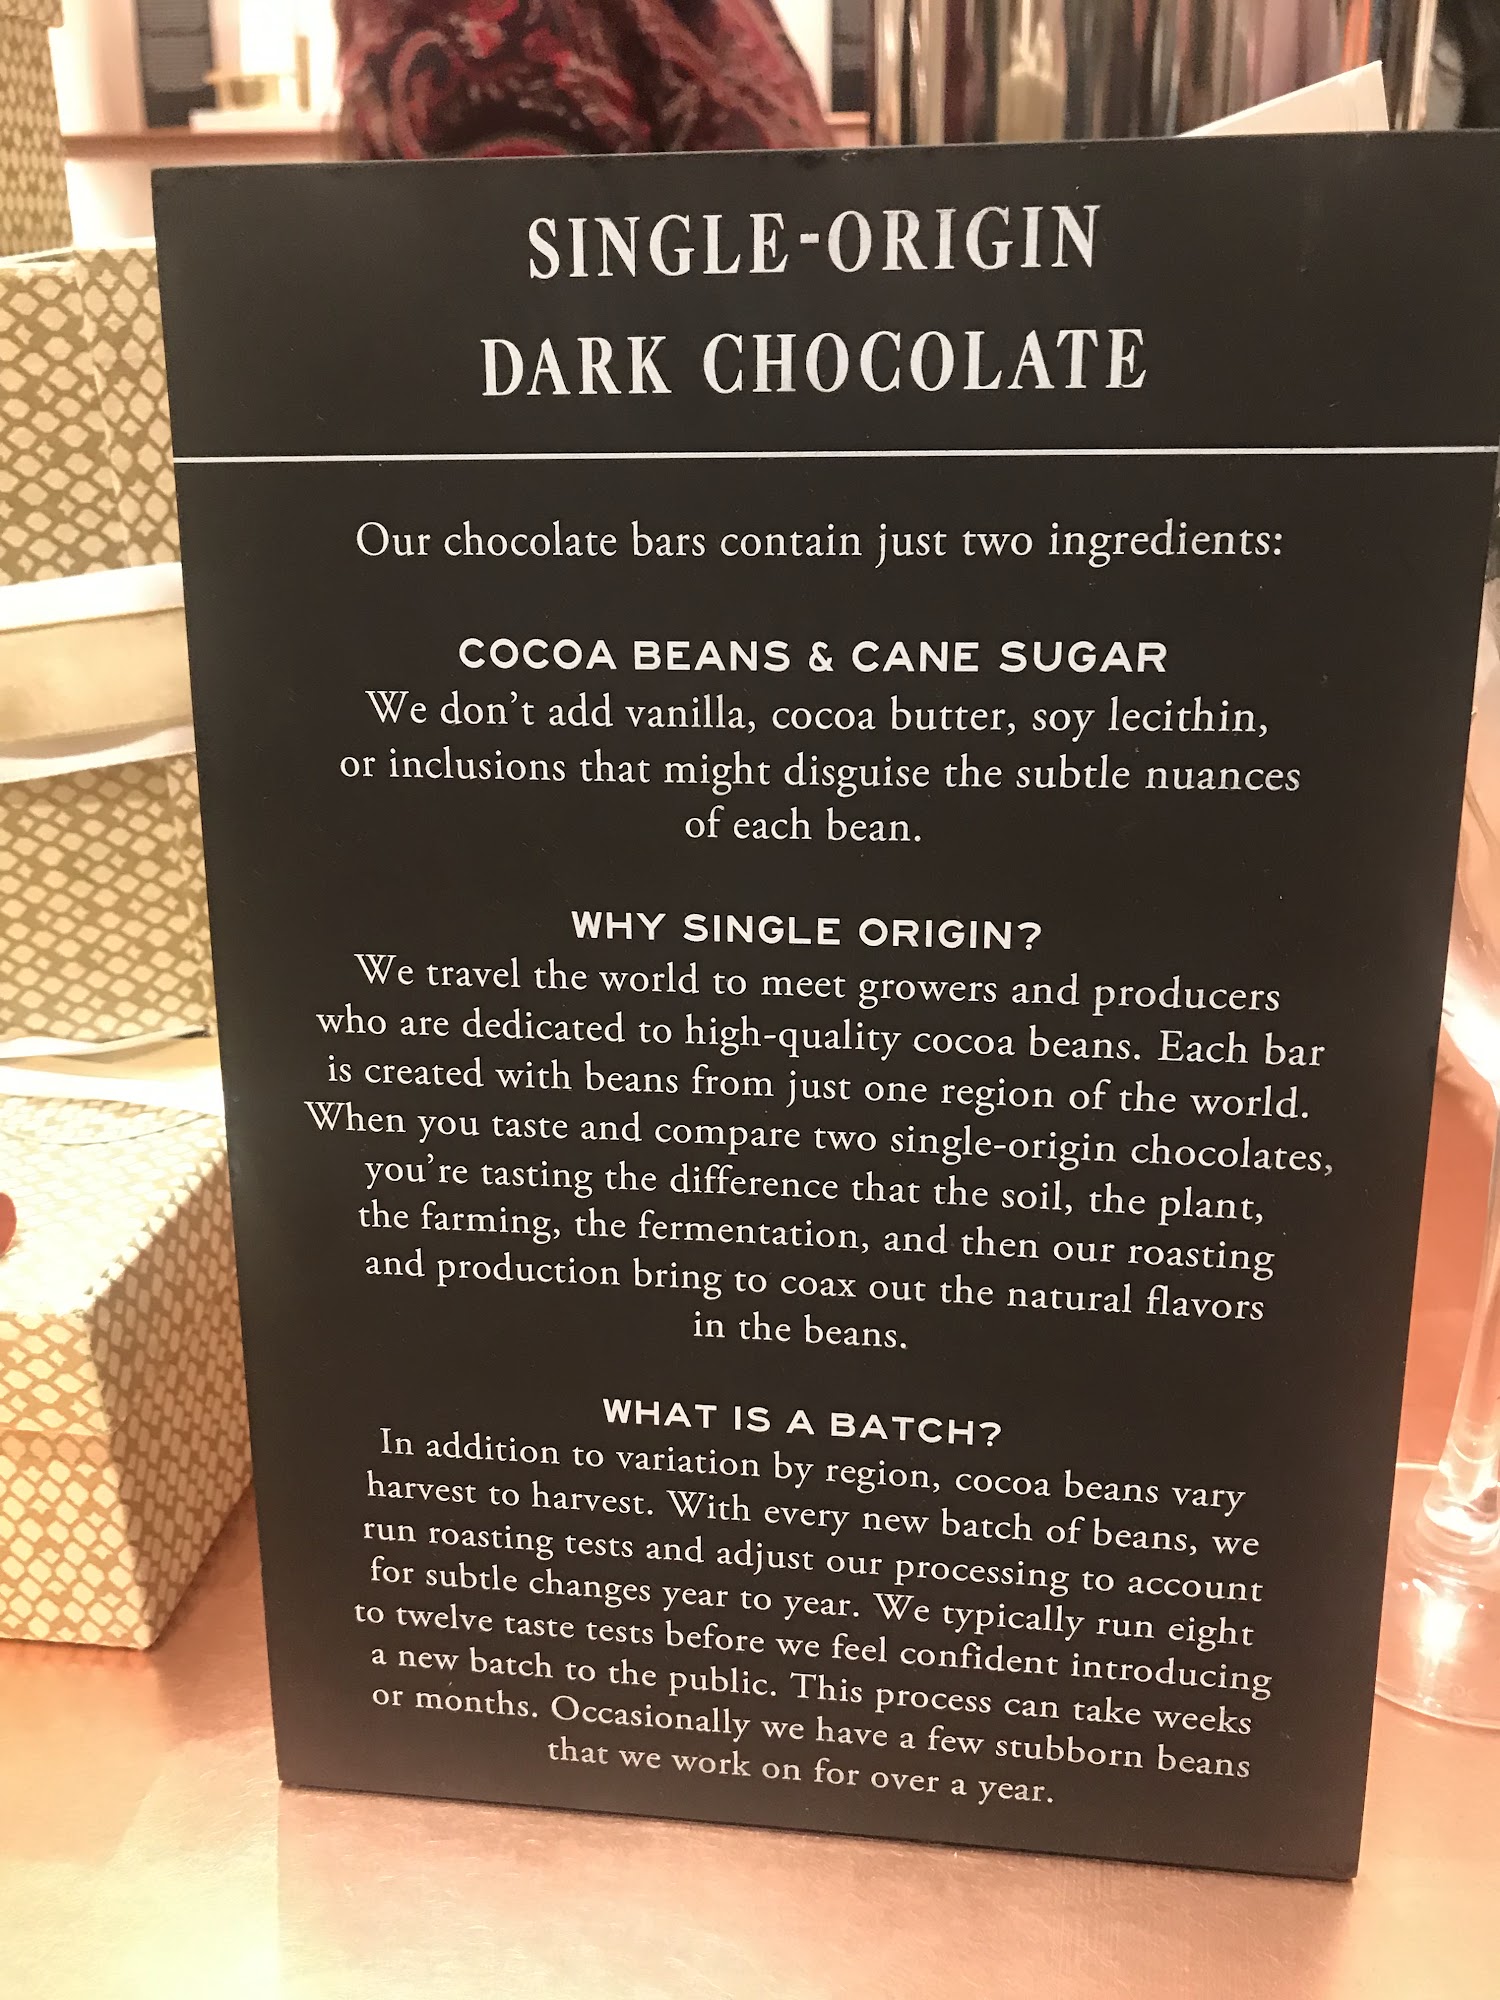 SINGLE-ORIGIN
DARK CHOCOLATE
Our chocolate bars contain just two ingredients:
COCOA BEANS & CANE SUGAR
We don't add vanilla, cocoa butter, soy lecithin,
or inclusions that might disguise the subtle nuances
of each bean.
WHY SINGLE ORIGIN?
We travel the world to meet growers and producers
who are dedicated to high-quality cocoa beans. Each bar
is created with beans from just one region of the world.
When you taste and compare two single-origin chocolates,
you're tasting the difference that the soil, the plant,
the farming, the fermentation, and then our roasting
and production bring to coax out the natural flavors
in the beans.
WHAT IS A BATCH?
In addition to variation by region, cocoa beans vary
harvest to harvest. With every new batch of beans, we
run roasting tests and adjust our processing to account
for subtle changes year to year. We typically run eight
to twelve taste tests before we feel confident introducing
a new batch to the public. This process can take weeks
or months. Occasionally we have a few stubborn beans
that we work on for over a year.